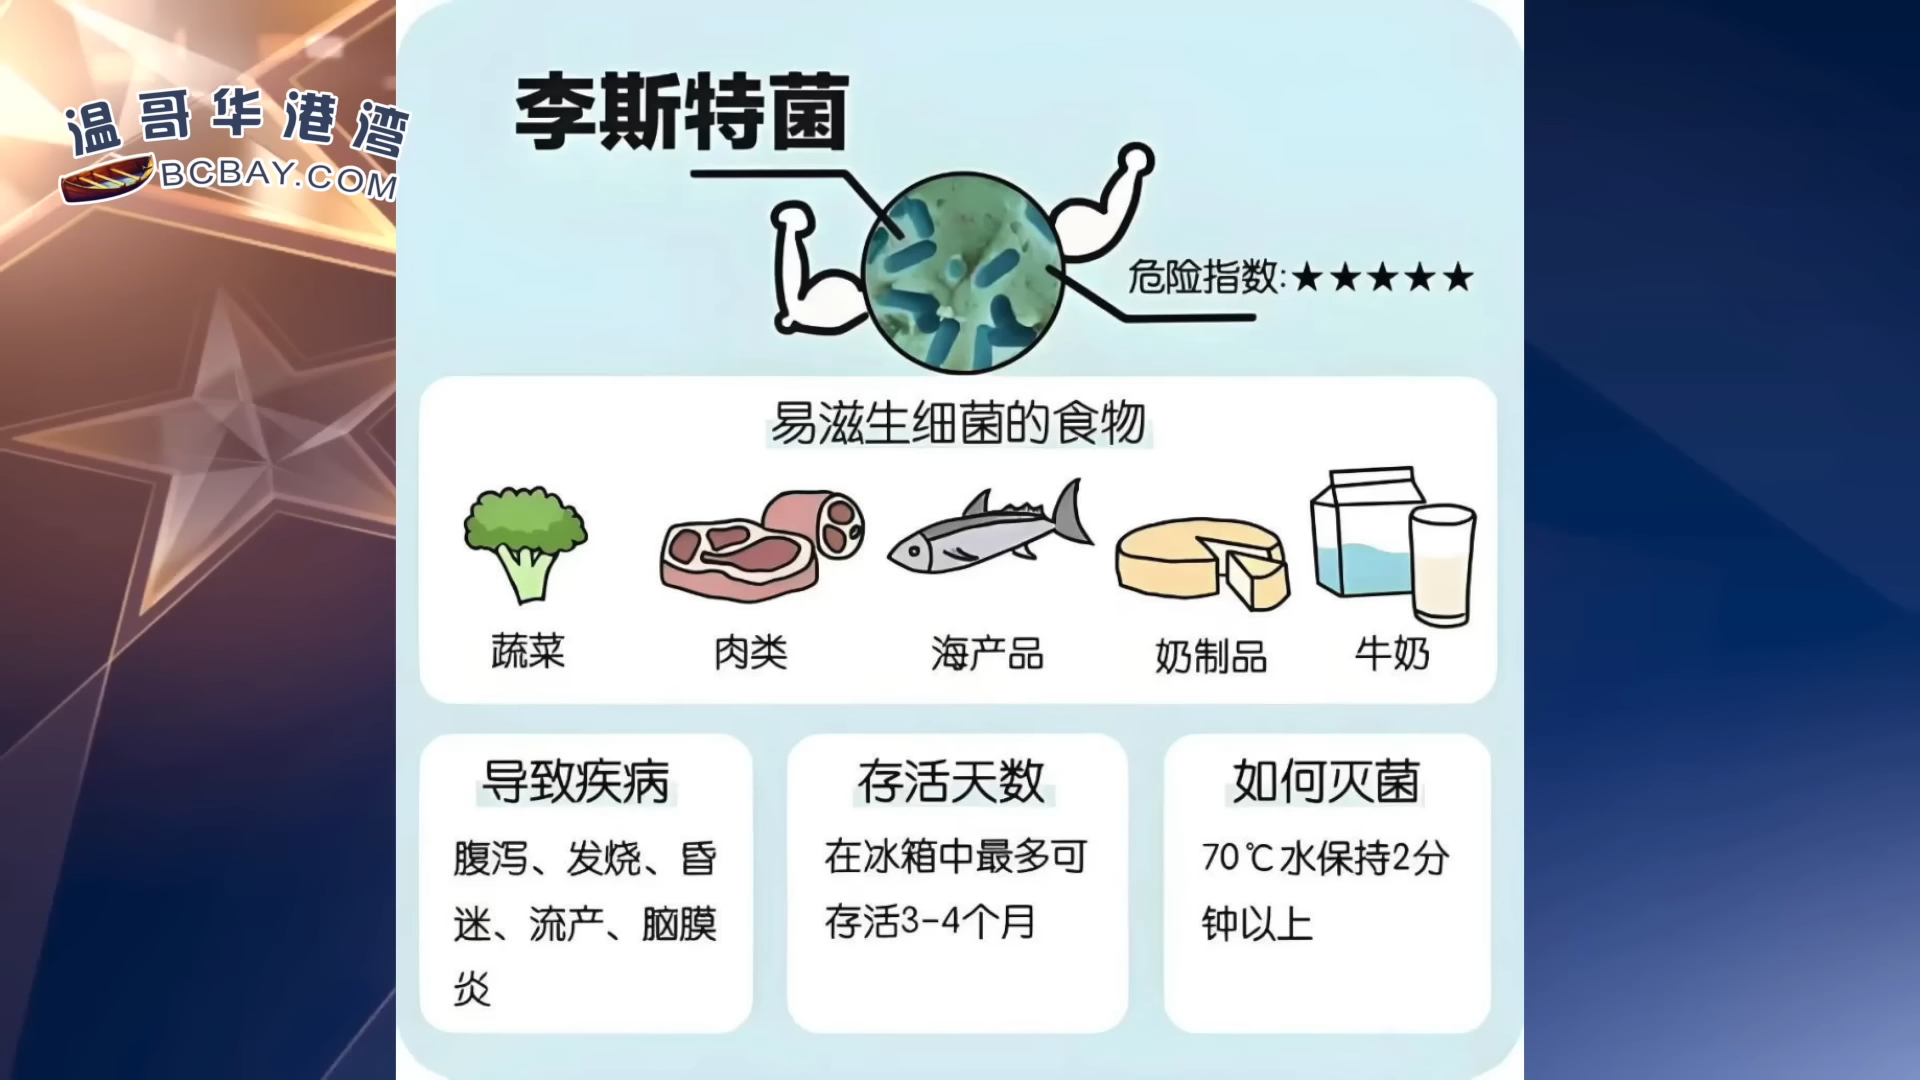 温哥华港湾
BCBAY.COM
李斯特菌
危险指数:★★★★★
易滋生细菌的食物
蔬菜
肉类
海产品
奶制品
牛奶
导致疾病
腹泻、发烧、昏
迷、流产、脑膜
炎
存活天数
在冰箱中最多可
存活3-4个月
如何灭菌
70℃水保持2分
钟以上